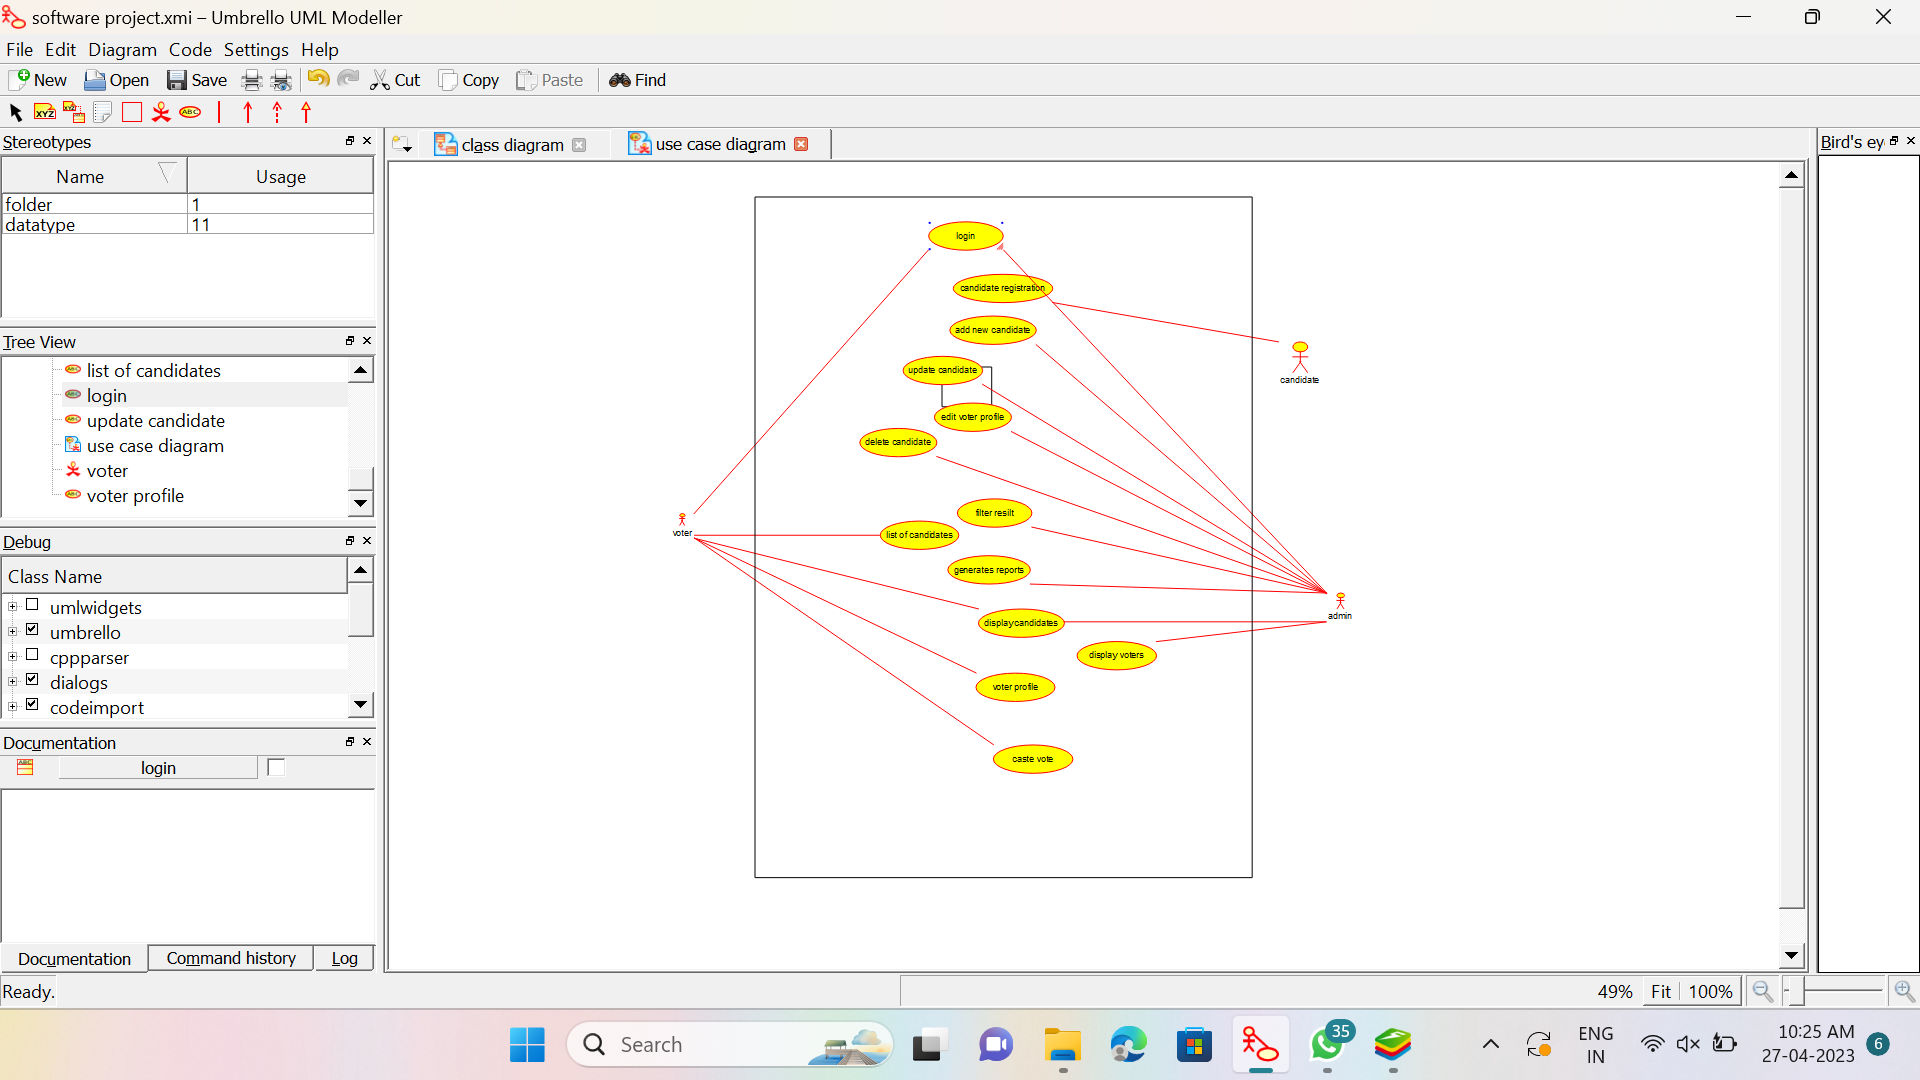 software project.xmi – Umbrello UML Modeller
File Edit Diagram Code Settings Help
New Open Save Cut Copy Paste Find
XYZ XYZ ABC
Stereotypes
Name Usage
folder 1
datatype 11
Tree View
list of candidates
login
update candidate
use case diagram
voter
voter profile
Debug
Class Name
umlwidgets
umbrello
cppparser
dialogs
codeimport
Documentation
login
Documentation Command history Log
Ready.
class diagram use case diagram
login
candidate registration
add new candidate
candidate
update candidate
edit voter profile
delete candidate
filter resilt
voter
list of candidates
generates reports
admin
displaycandidates
display voters
voter profile
caste vote
Bird's ey
49% Fit 100%
Search
35
ENG
IN
10:25 AM
27-04-2023
6